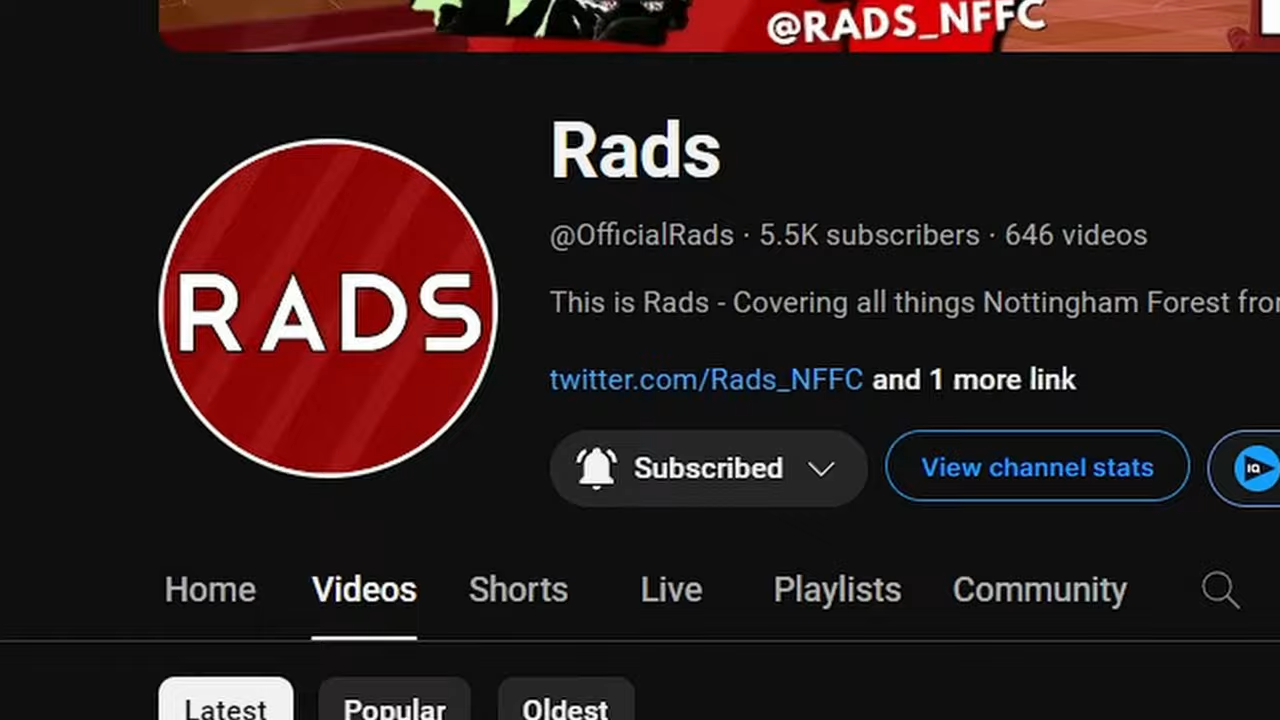 @RADS_NFFC
RADS
Rads
@OfficialRads · 5.5K subscribers · 646 videos
This is Rads - Covering all things Nottingham Forest
twitter.com/Rads_NFFC and 1 more link
Subscribed View channel stats IQ
Home Videos Shorts Live Playlists Community
Latest Popular Oldest